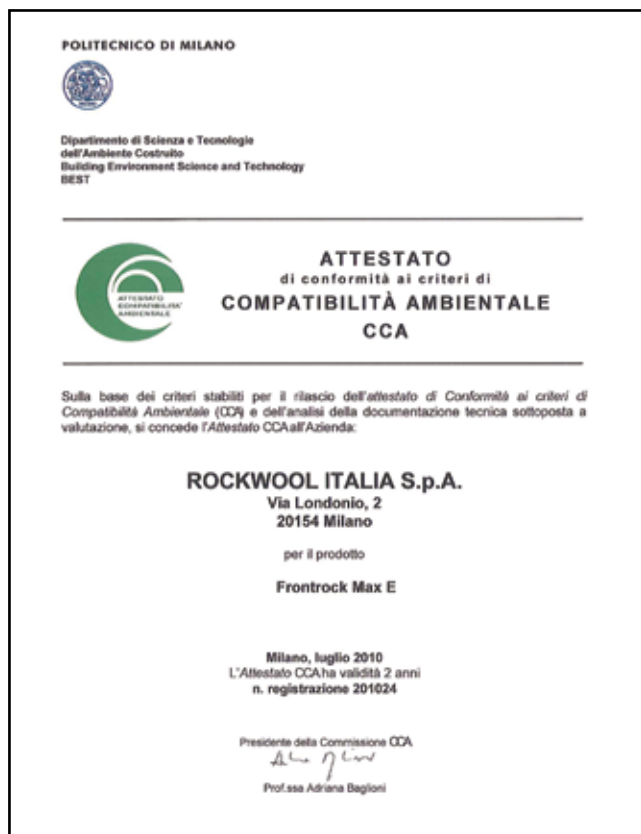 POLITECNICO DI MILANO
Dipartimento di Scienza e Tecnologie
dell'Ambiente Costruito
Building Environment Science and Technology
BEST
ATTESTATO
COMPATIBILITA'
AMBIENTALE
ATTESTATO
di conformità ai criteri di
COMPATIBILITÀ AMBIENTALE
CCA
Sulla base dei criteri stabiliti per il rilascio dell'attestato di Conformità ai criteri di
Compatibilità Ambientale (CCA) e dell'analisi della documentazione tecnica sottoposta a
valutazione, si concede l'Attestato CCA all'Azienda:
ROCKWOOL ITALIA S.p.A.
Via Londonio, 2
20154 Milano
per il prodotto
Frontrock Max E
Milano, luglio 2010
L'Attestato CCA ha validità 2 anni
n. registrazione 201024
Presidente della Commissione CCA
Prof.ssa Adriana Baglioni